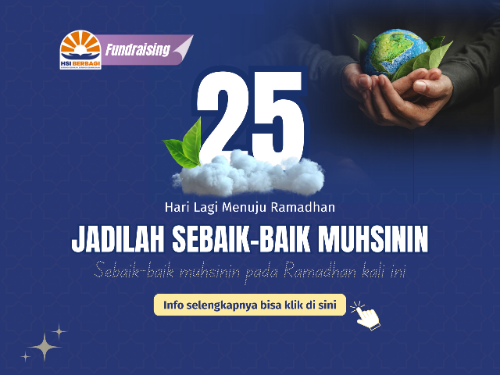 HSI BERBAGI
Fundraising
25
Hari Lagi Menuju Ramadhan
JADILAH SEBAIK-BAIK MUHSININ
Sebaik-baik muhsinin pada Ramadhan kali ini
Info selengkapnya bisa klik di sini